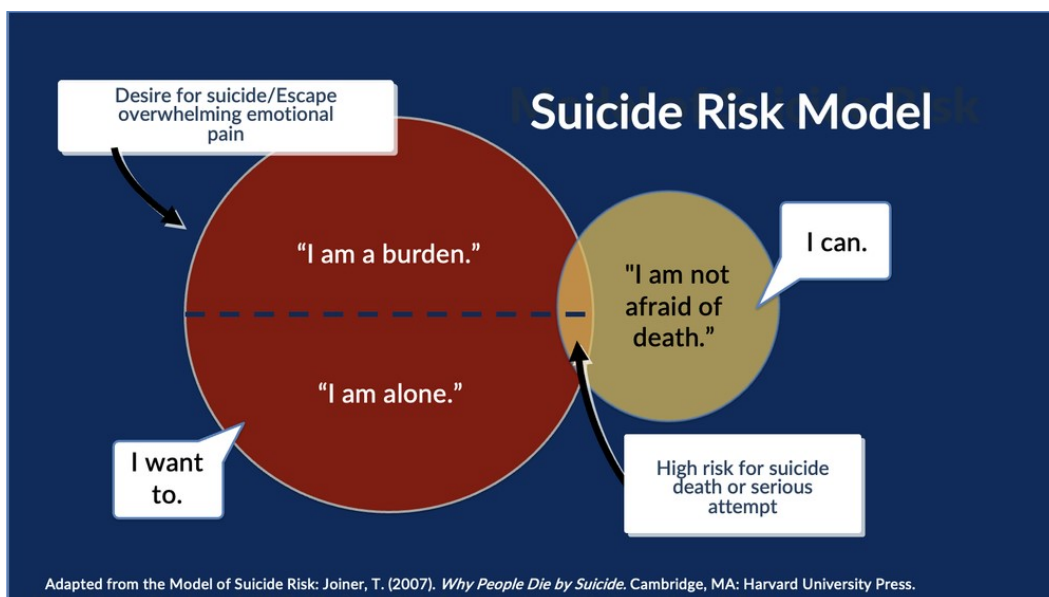 Desire for suicide/Escape
overwhelming emotional
pain
Suicide Risk Model
“I am a burden.”
"I am not
afraid of
death.”
I can.
“I am alone.”
I want
to.
High risk for suicide
death or serious
attempt
Adapted from the Model of Suicide Risk: Joiner, T. (2007). Why People Die by Suicide. Cambridge, MA: Harvard University Press.